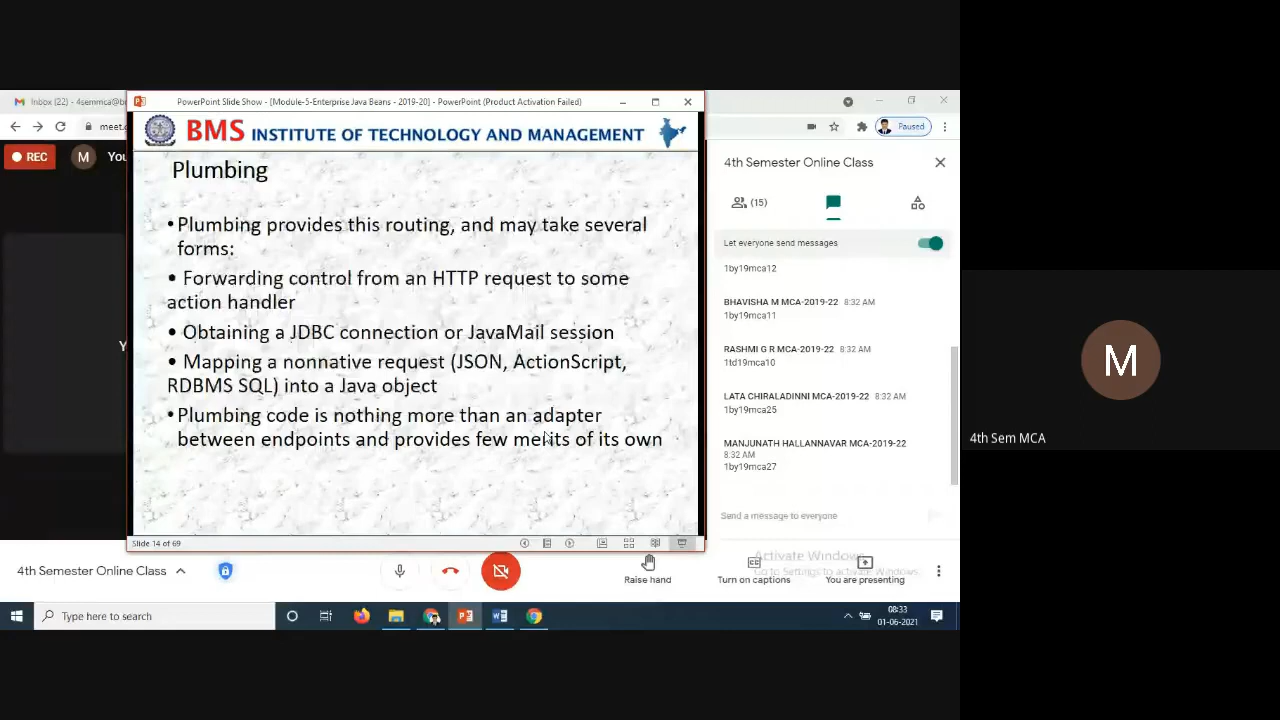 Inbox (22) - 4semmca@b
PowerPoint Slide Show - [Module-5-Enterprise Java Beans - 2019-20] - PowerPoint (Product Activation Failed)
meet.
Paused
REC
M
You
BMS INSTITUTE OF TECHNOLOGY AND MANAGEMENT
Plumbing
•Plumbing provides this routing, and may take several
forms:
• Forwarding control from an HTTP request to some
action handler
• Obtaining a JDBC connection or JavaMail session
• Mapping a nonnative request (JSON, ActionScript,
RDBMS SQL) into a Java object
•Plumbing code is nothing more than an adapter
between endpoints and provides few merits of its own
Slide 14 of 69
Y
4th Semester Online Class
(15)
Let everyone send messages
1by19mca12
BHAVISHA M MCA-2019-22 8:32 AM
1by19mca11
RASHMI G R MCA-2019-22 8:32 AM
1td19mca10
LATA CHIRALADINNI MCA-2019-22 8:32 AM
1by19mca25
MANJUNATH HALLANNAVAR MCA-2019-22
8:32 AM
1by19mca27
Send a message to everyone
Activate Windows
Go to Settings to activate Windows.
4th Semester Online Class
Raise hand
Turn on captions
You are presenting
Type here to search
08:33
01-06-2021
M
4th Sem MCA